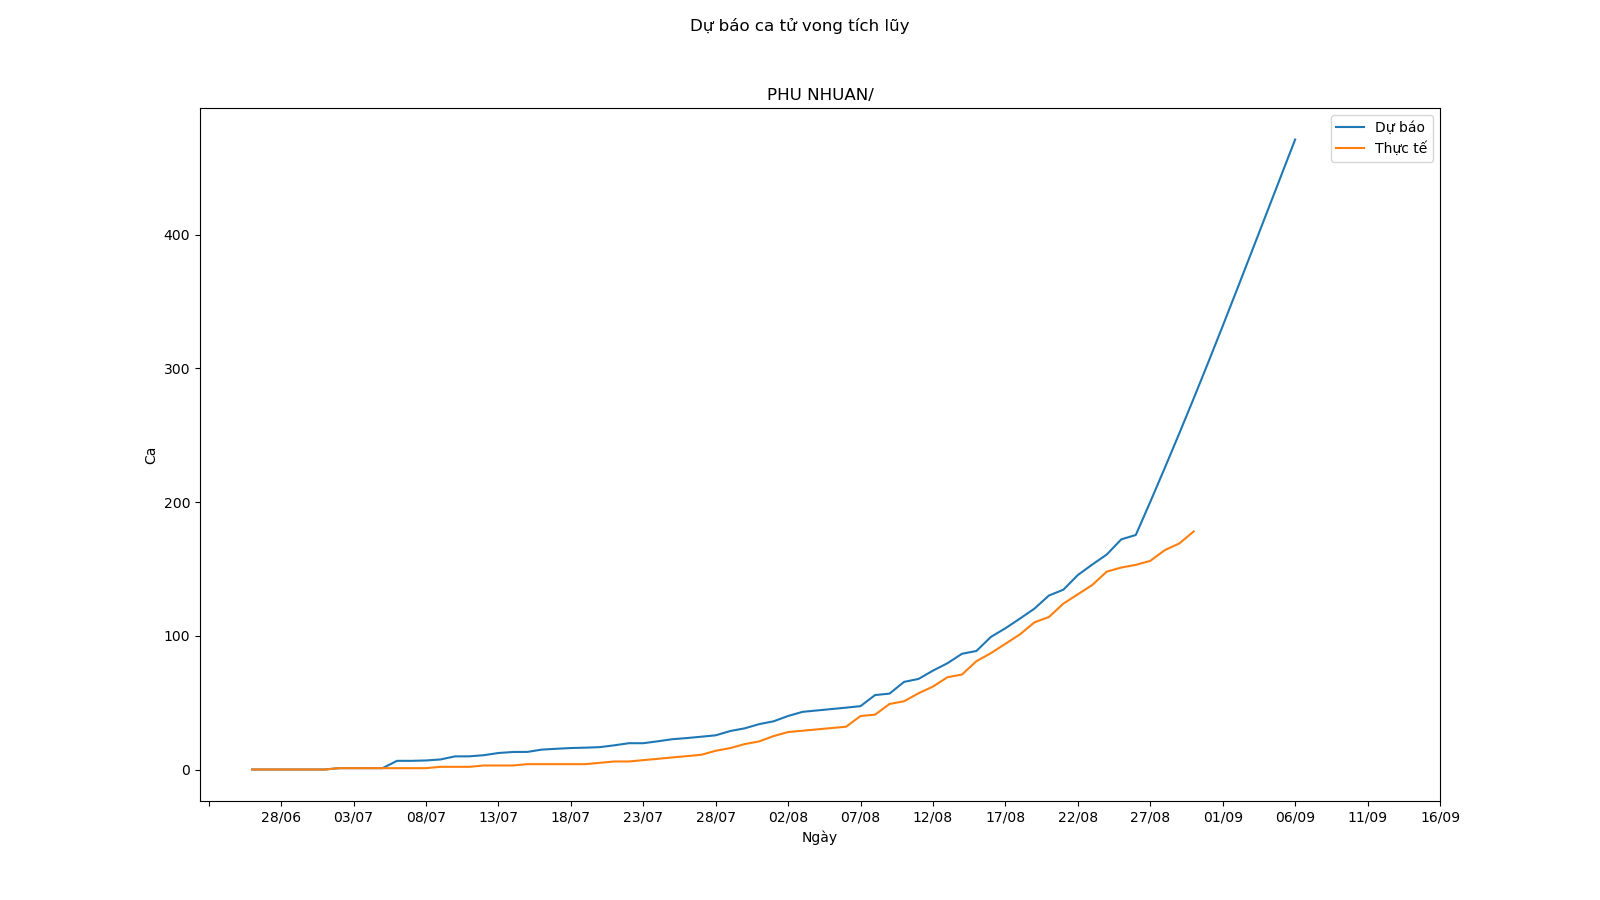 Dự báo ca tử vong tích lũy
PHU NHUAN/
Dự báo
Thực tế
400
300
200
100
0
Ca
28/06 03/07 08/07 13/07 18/07 23/07 28/07 02/08 07/08 12/08 17/08 22/08 27/08 01/09 06/09 11/09 16/09
Ngày